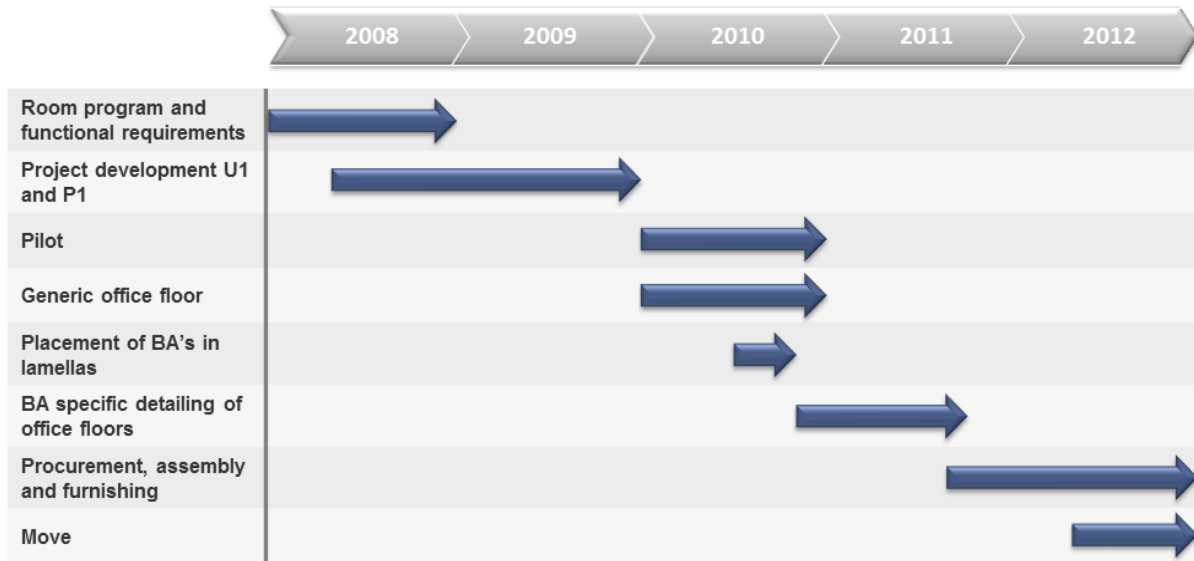 2008 2009 2010 2011 2012
Room program and
functional requirements
Project development U1
and P1
Pilot
Generic office floor
Placement of BA’s in
lamellas
BA specific detailing of
office floors
Procurement, assembly
and furnishing
Move